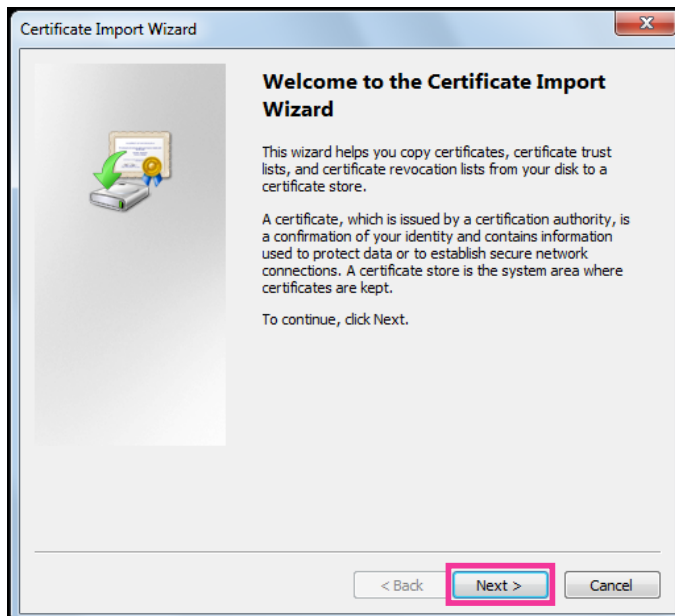 Certificate Import Wizard
X
Welcome to the Certificate Import
Wizard
This wizard helps you copy certificates, certificate trust
lists, and certificate revocation lists from your disk to a
certificate store.
A certificate, which is issued by a certification authority, is
a confirmation of your identity and contains information
used to protect data or to establish secure network
connections. A certificate store is the system area where
certificates are kept.
To continue, click Next.
< Back Next > Cancel